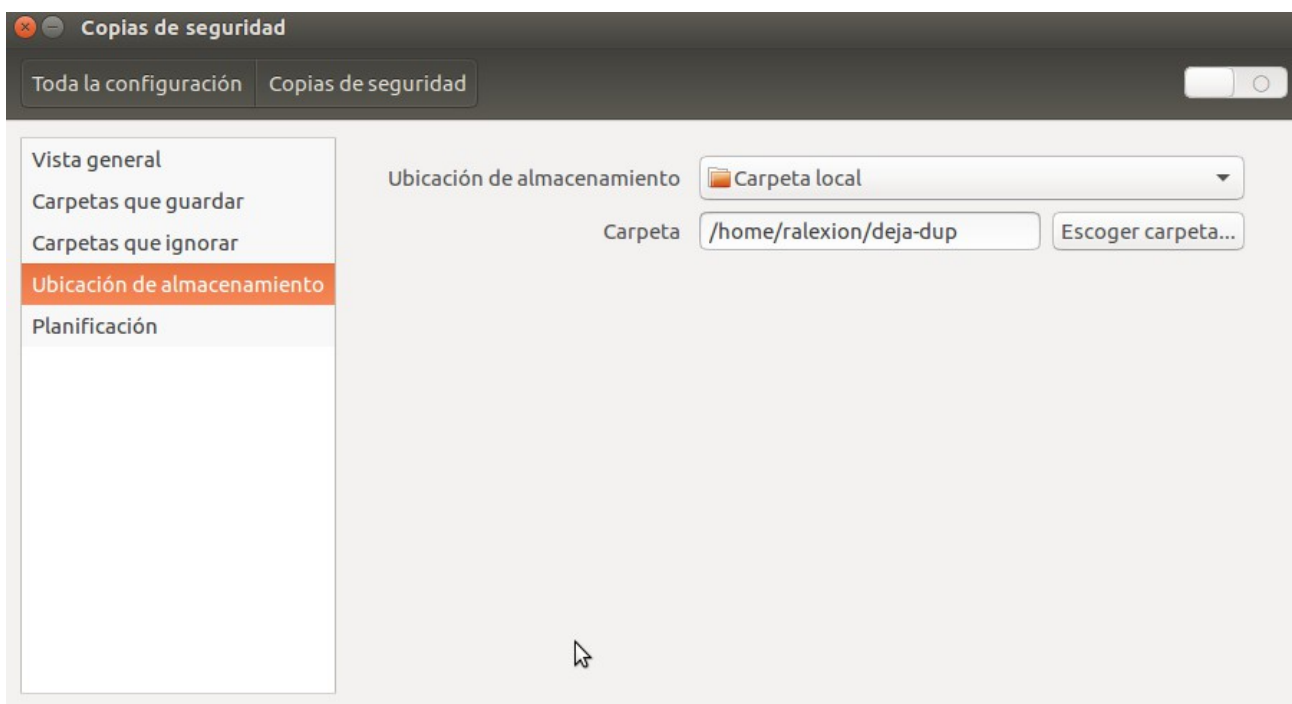 Copias de seguridad
Toda la configuración Copias de seguridad
Vista general
Carpetas que guardar
Carpetas que ignorar
Ubicación de almacenamiento
Planificación
Ubicación de almacenamiento Carpeta local
Carpeta /home/ralexion/deja-dup Escoger carpeta...